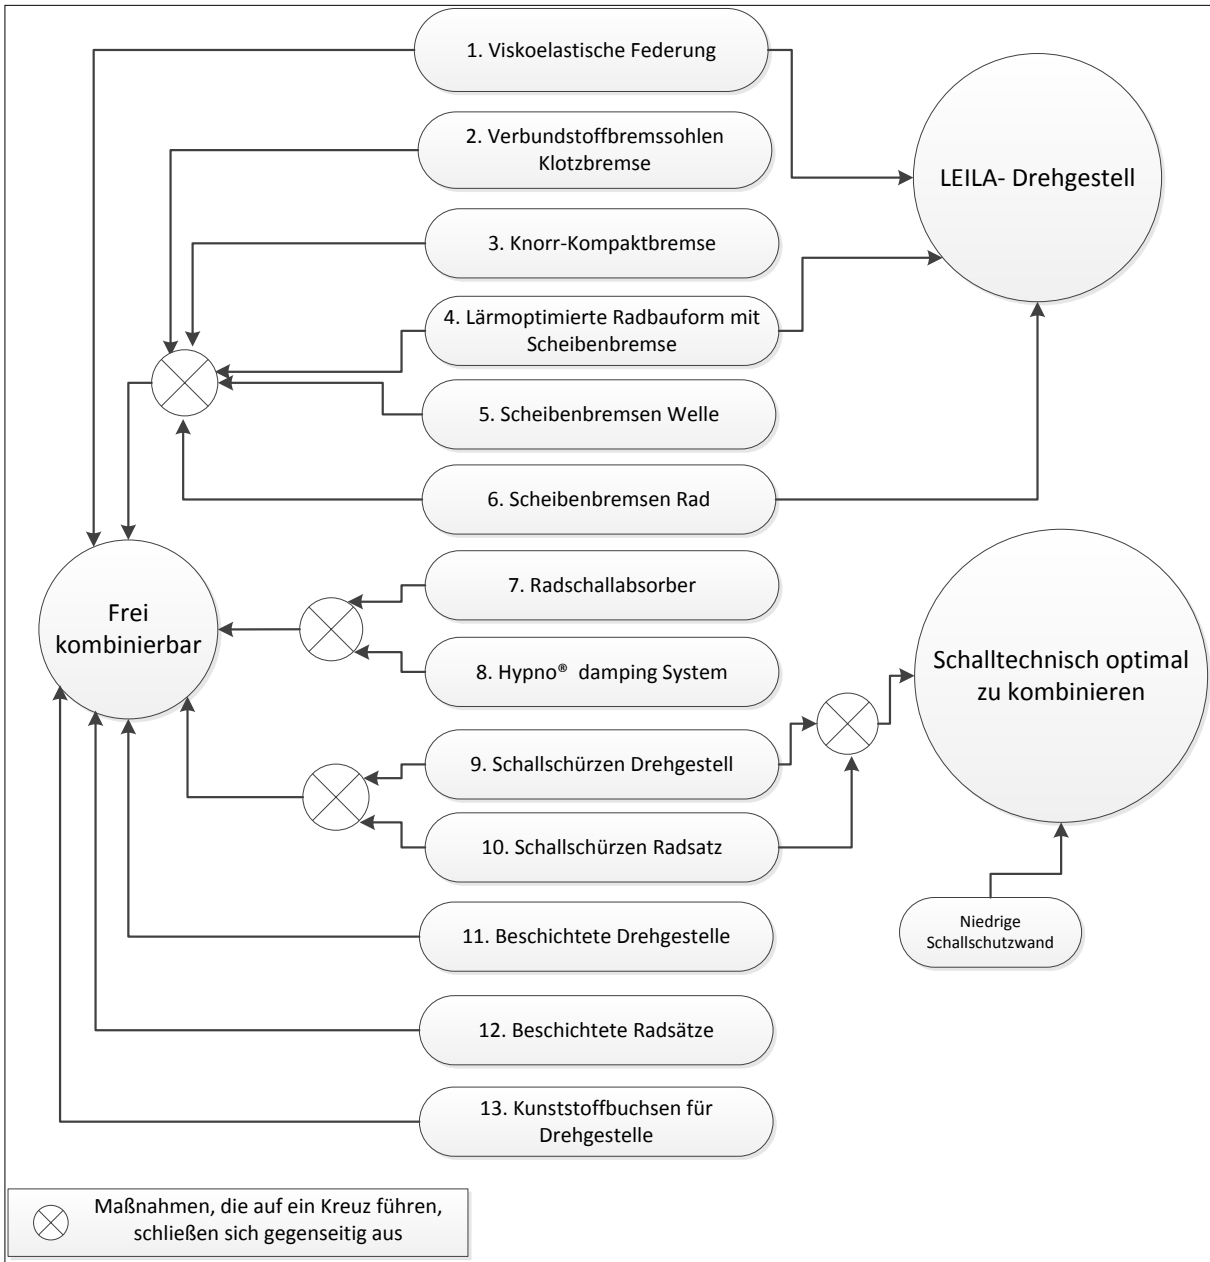 1. Viskoelastische Federung
2. Verbundstoffbremssohlen
Klotzbremse
3. Knorr-Kompaktbremse
4. Lärmoptimierte Radbauform mit
Scheibenbremse
5. Scheibenbremsen Welle
6. Scheibenbremsen Rad
7. Radschallabsorber
8. Hypno® damping System
9. Schallschürzen Drehgestell
10. Schallschürzen Radsatz
11. Beschichtete Drehgestelle
12. Beschichtete Radsätze
13. Kunststoffbuchsen für
Drehgestelle
Frei
kombinierbar
LEILA- Drehgestell
Schalltechnisch optimal
zu kombinieren
Niedrige
Schallschutzwand
Maßnahmen, die auf ein Kreuz führen,
schließen sich gegenseitig aus